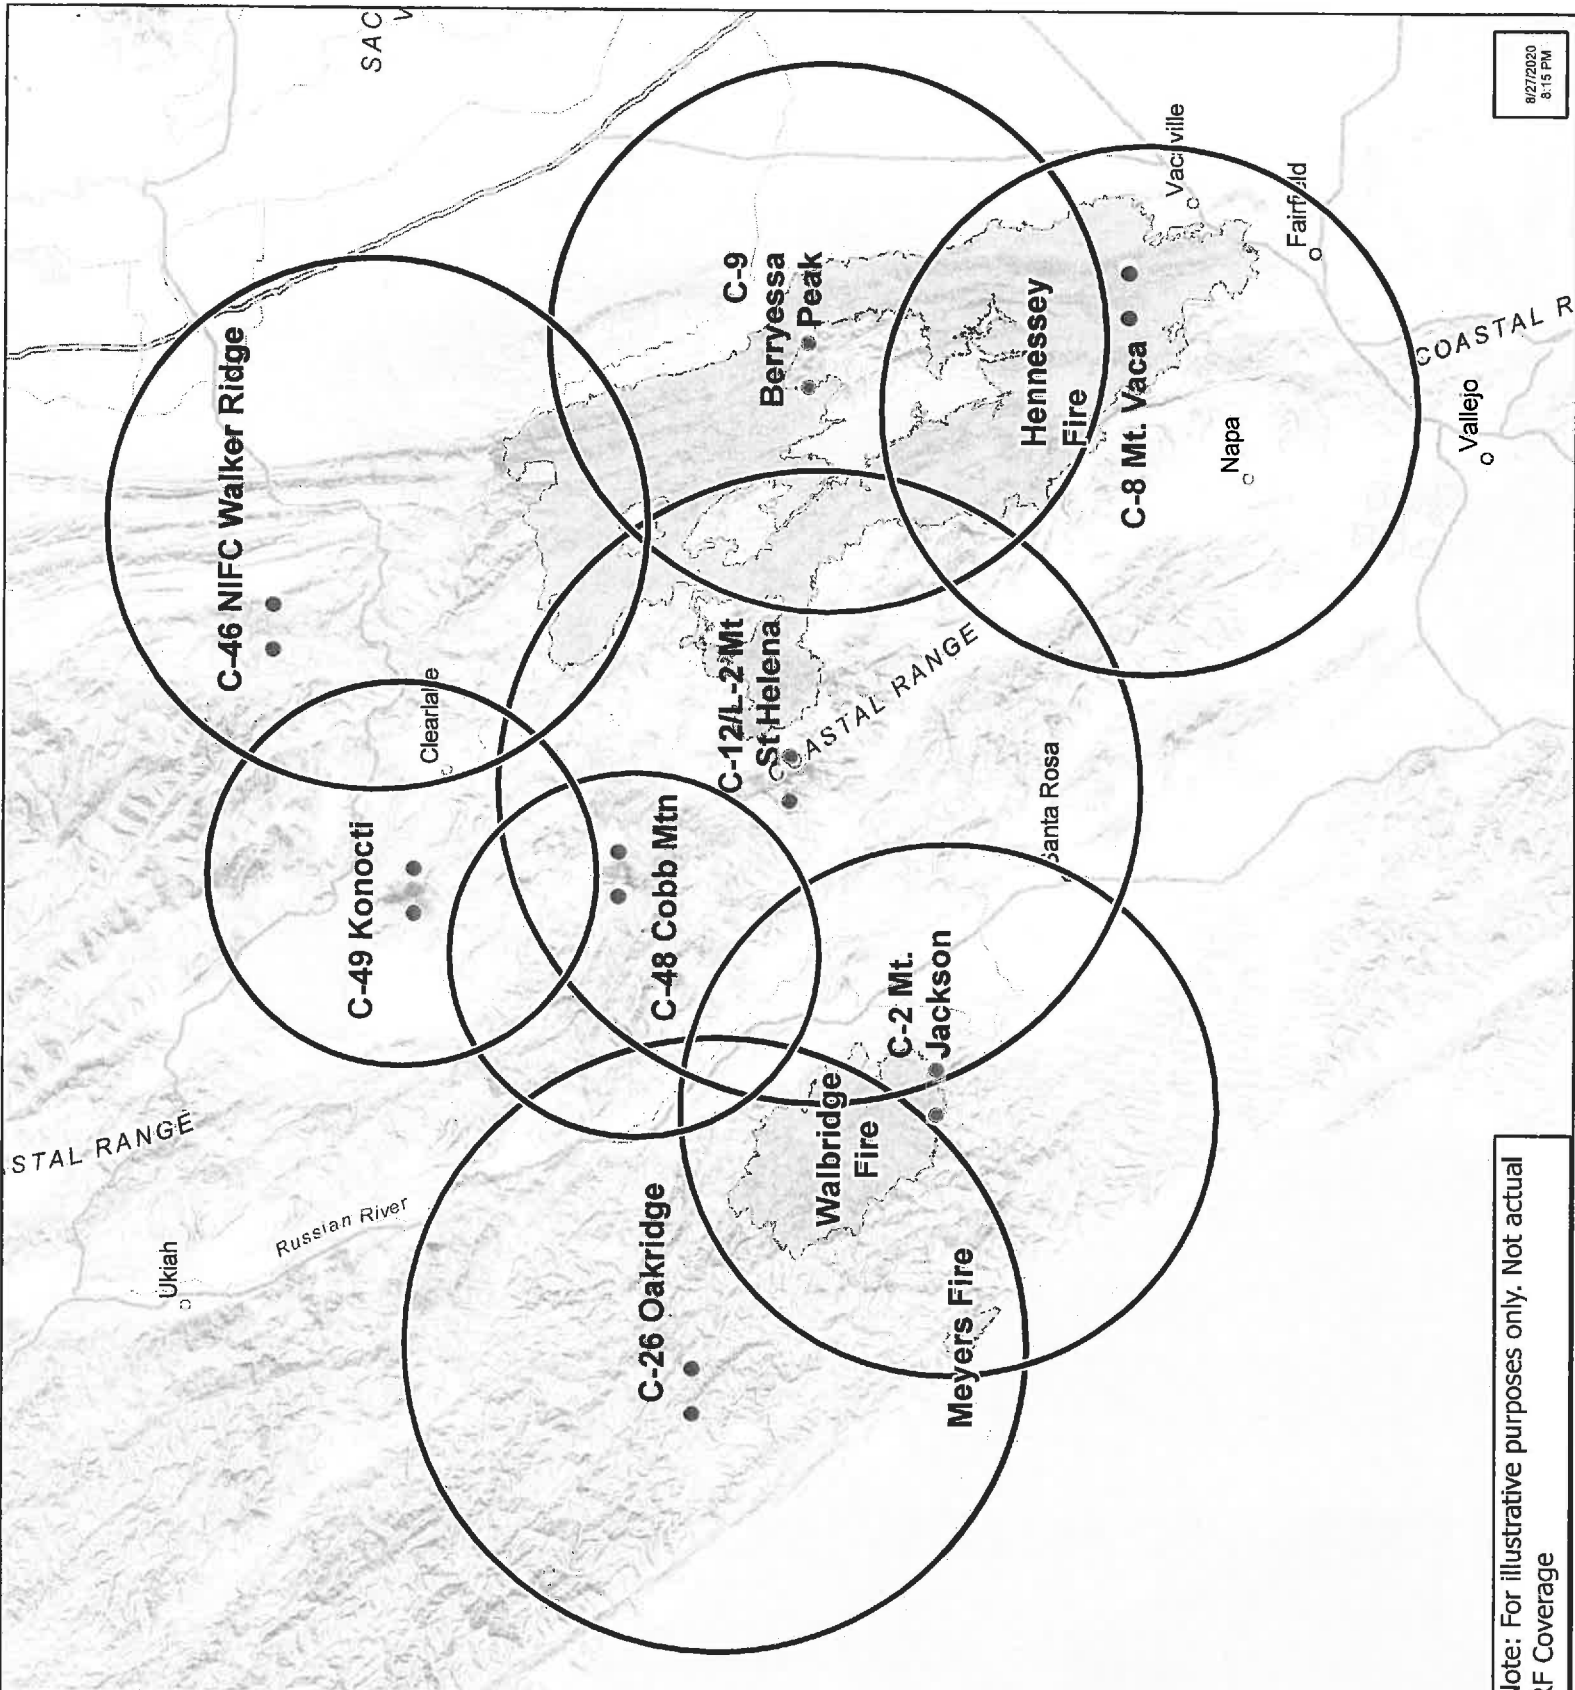 SAC
V
8/27/2020
8:15 PM
C-46 NIFC Walker Ridge
C-9
Berryessa
Peak
Vacaville
Fairfield
Hennessey
Fire
C-8 Mt. Vaca
COASTAL R
Vallejo
Napa
Clearlake
C-12/L-2 Mt
St Helena
COASTAL RANGE
C-49 Konocti
C-48 Cobb Mtn
Santa Rosa
C-2 Mt.
Jackson
STAL RANGE
Russian River
Ukiah
C-26 Oakridge
Walbridge
Fire
Meyers Fire
Note: For illustrative purposes only. Not actual
RF Coverage